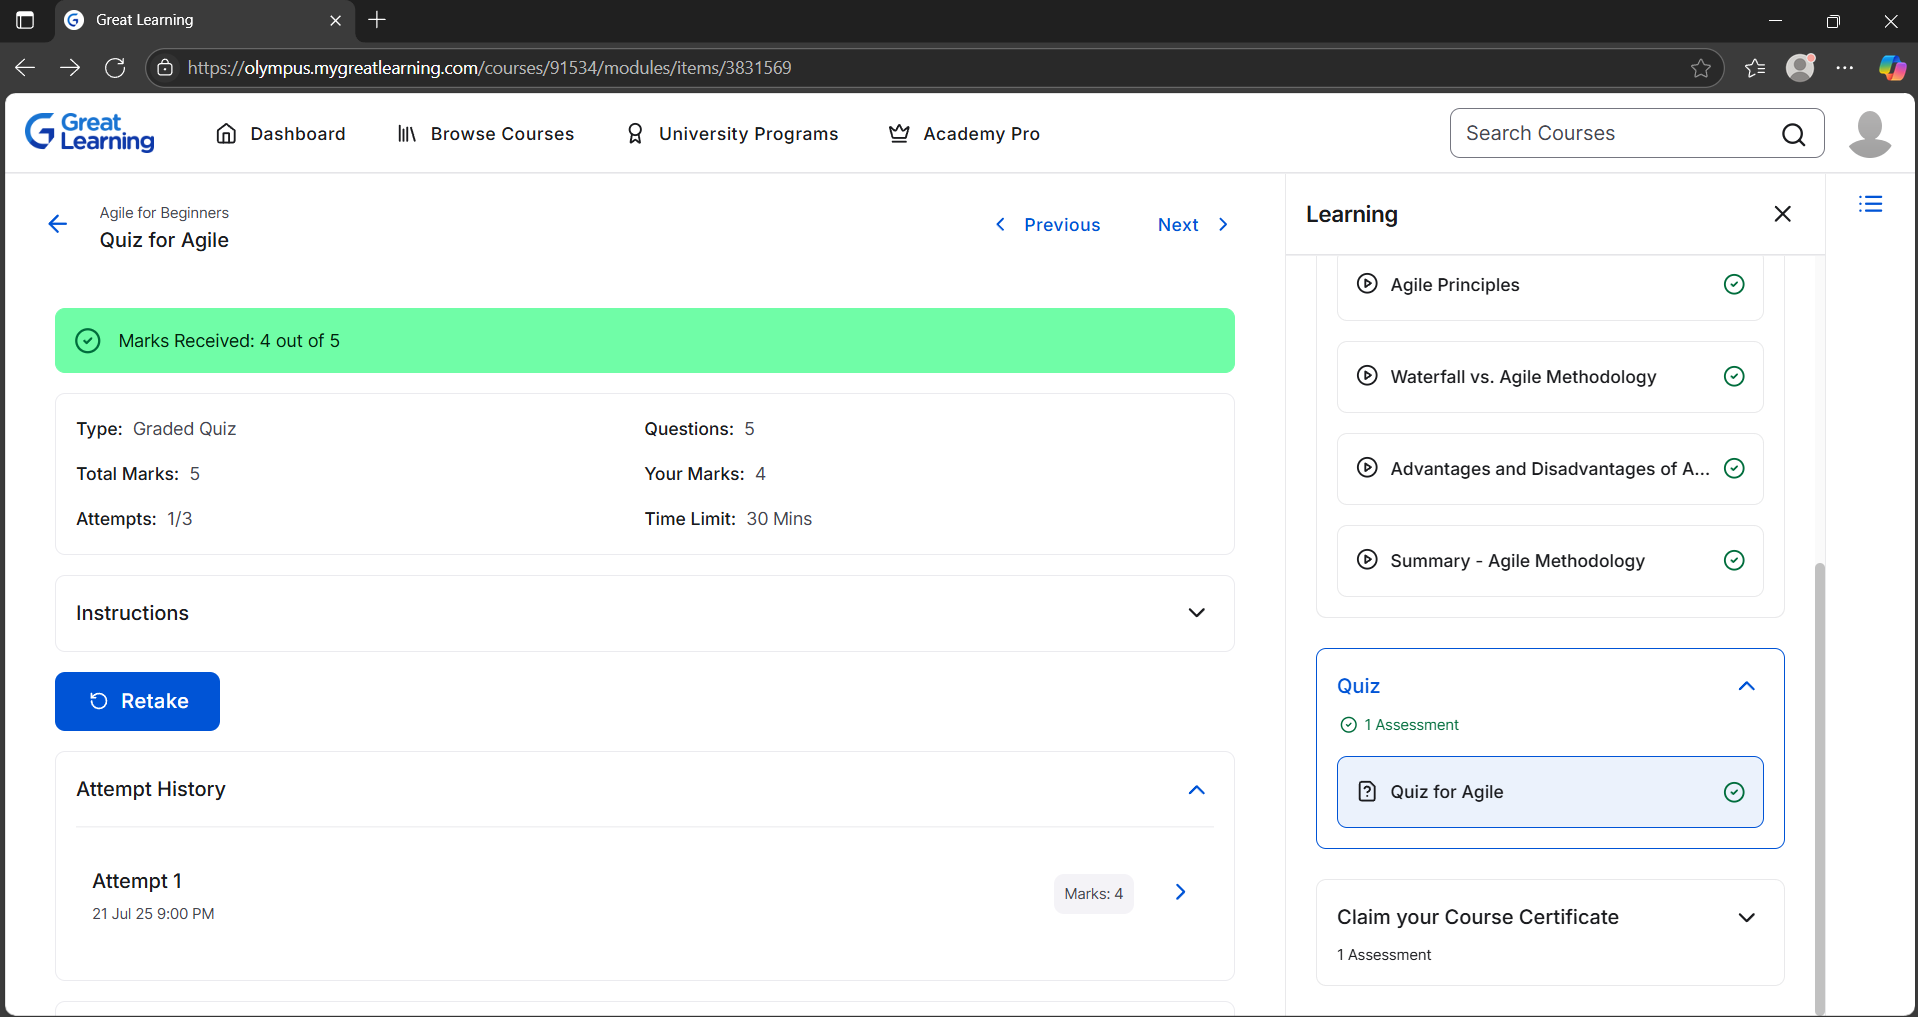 Great Learning
https://olympus.mygreatlearning.com/courses/91534/modules/items/3831569
Great
Learning
Dashboard
Browse Courses
University Programs
Academy Pro
Search Courses
Agile for Beginners
Quiz for Agile
Previous
Next
Marks Received: 4 out of 5
Type: Graded Quiz
Questions: 5
Total Marks: 5
Your Marks: 4
Attempts: 1/3
Time Limit: 30 Mins
Instructions
Retake
Attempt History
Attempt 1
21 Jul 25 9:00 PM
Marks: 4
Learning
Agile Principles
Waterfall vs. Agile Methodology
Advantages and Disadvantages of A...
Summary - Agile Methodology
Quiz
1 Assessment
Quiz for Agile
Claim your Course Certificate
1 Assessment